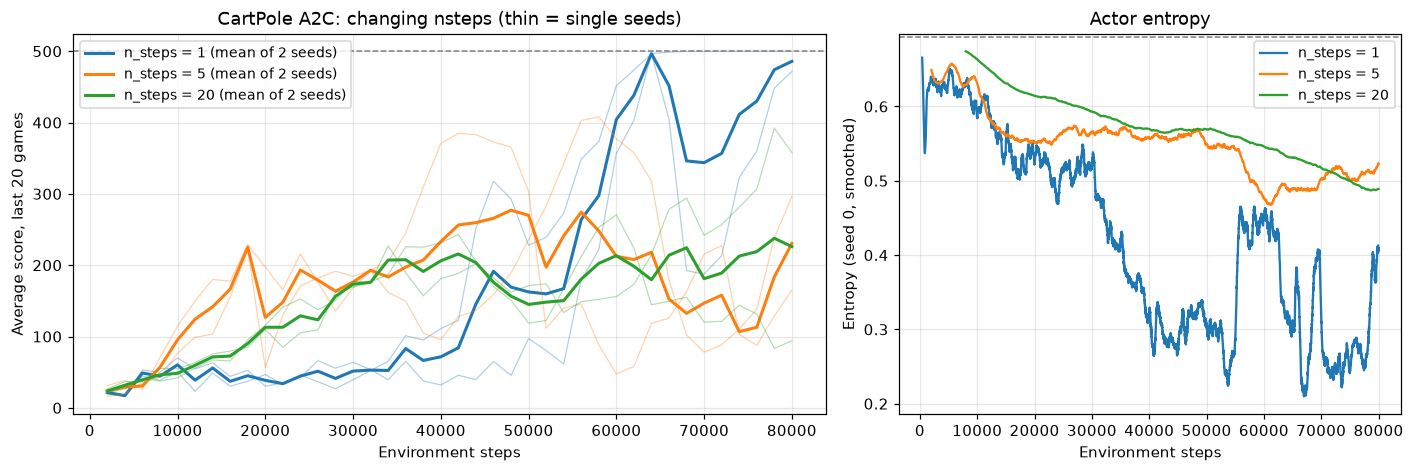 CartPole A2C: changing nsteps (thin = single seeds)
Average score, last 20 games
500
400
300
200
100
0
n_steps = 1 (mean of 2 seeds)
n_steps = 5 (mean of 2 seeds)
n_steps = 20 (mean of 2 seeds)
0 10000 20000 30000 40000 50000 60000 70000 80000
Environment steps
Actor entropy
Entropy (seed 0, smoothed)
0.6
0.5
0.4
0.3
0.2
n_steps = 1
n_steps = 5
n_steps = 20
0 10000 20000 30000 40000 50000 60000 70000 80000
Environment steps